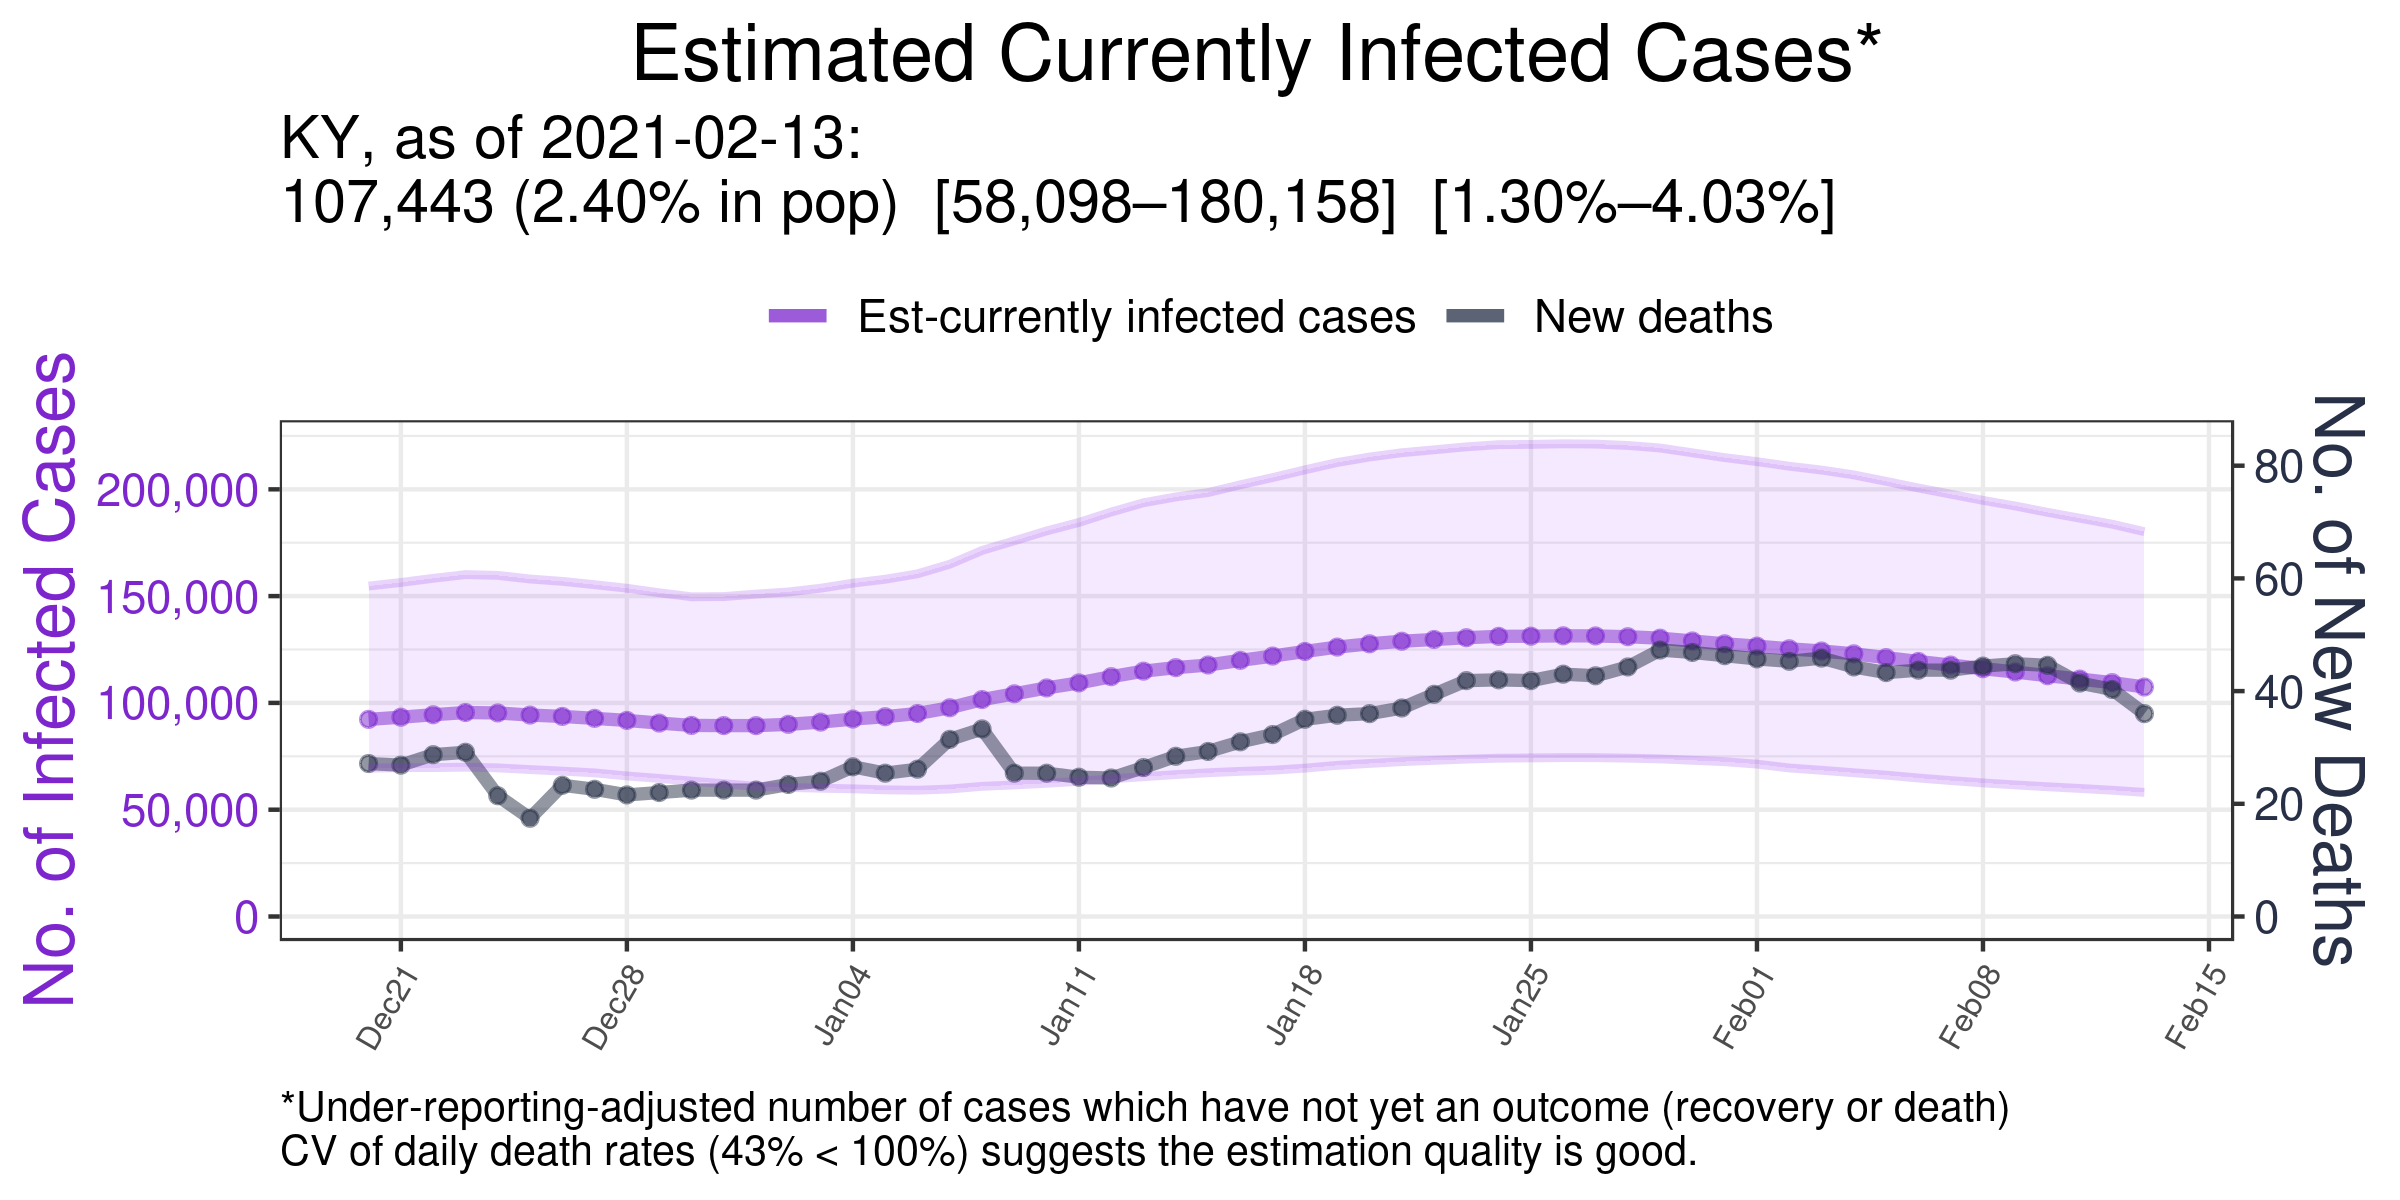 Estimated Currently Infected Cases*
KY, as of 2021-02-13:
107,443 (2.40% in pop)  [58,098–180,158]  [1.30%–4.03%]
Est-currently infected cases
New deaths
No. of Infected Cases
200,000
150,000
100,000
50,000
0
80
60
40
20
0
No. of New Deaths
Dec21
Dec28
Jan04
Jan11
Jan18
Jan25
Feb01
Feb08
Feb15
*Under-reporting-adjusted number of cases which have not yet an outcome (recovery or death)
CV of daily death rates (43% < 100%) suggests the estimation quality is good.